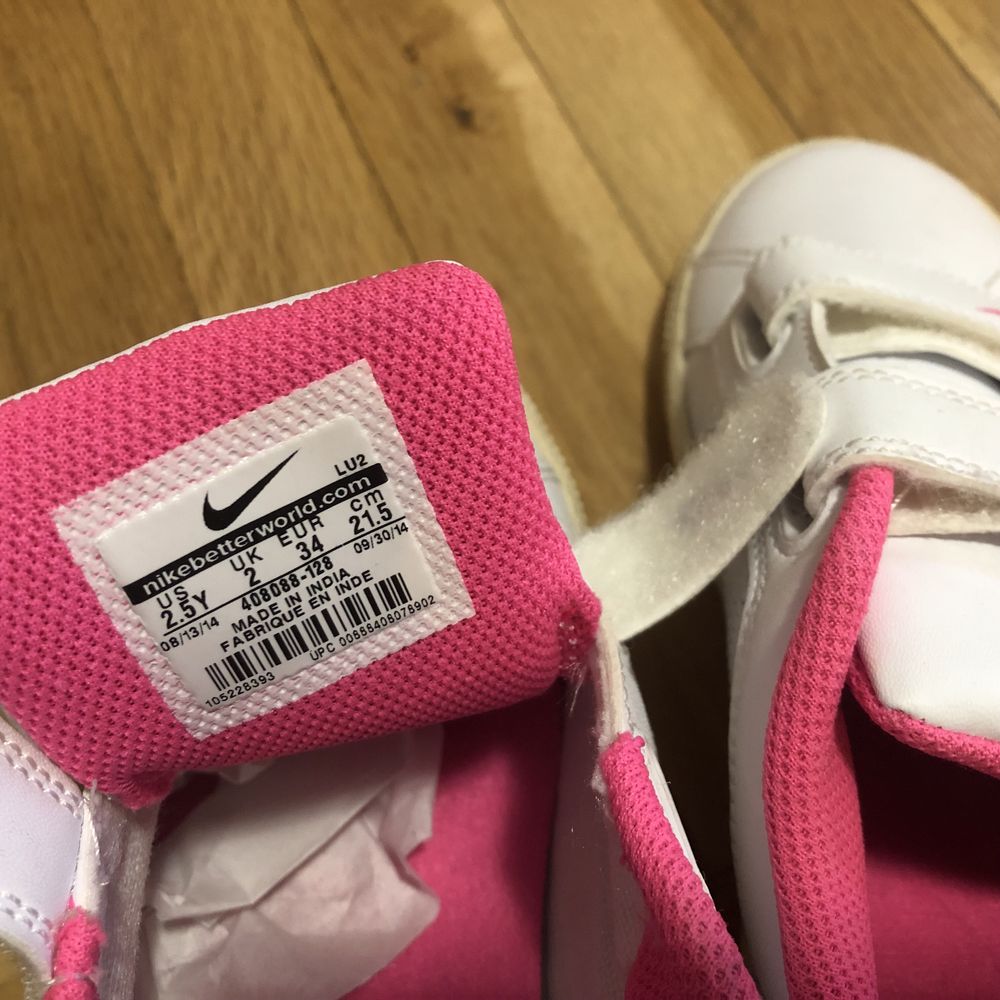 LU2
nikebetterworld.com
US UK EUR cm
2.5Y 2 34 21.5
08/13/14 09/30/14
408088-128
MADE IN INDIA
FABRIQUE EN INDE
105228393 UPC 00888408078902